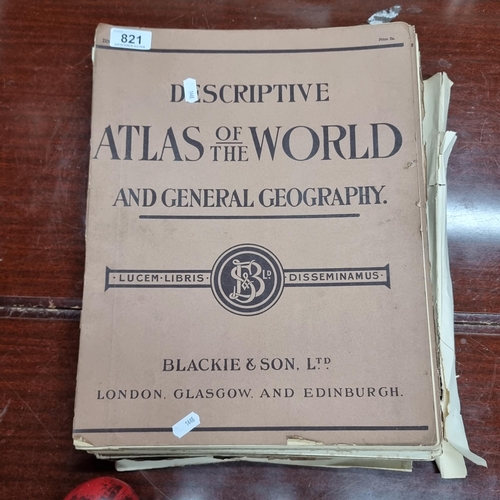 821
DESCRIPTIVE
ATLAS OF THE WORLD
AND GENERAL GEOGRAPHY.
LUCEM · LIBRIS · BS LD · DISSEMINAMUS
BLACKIE & SON, LTD.
LONDON, GLASGOW, AND EDINBURGH.